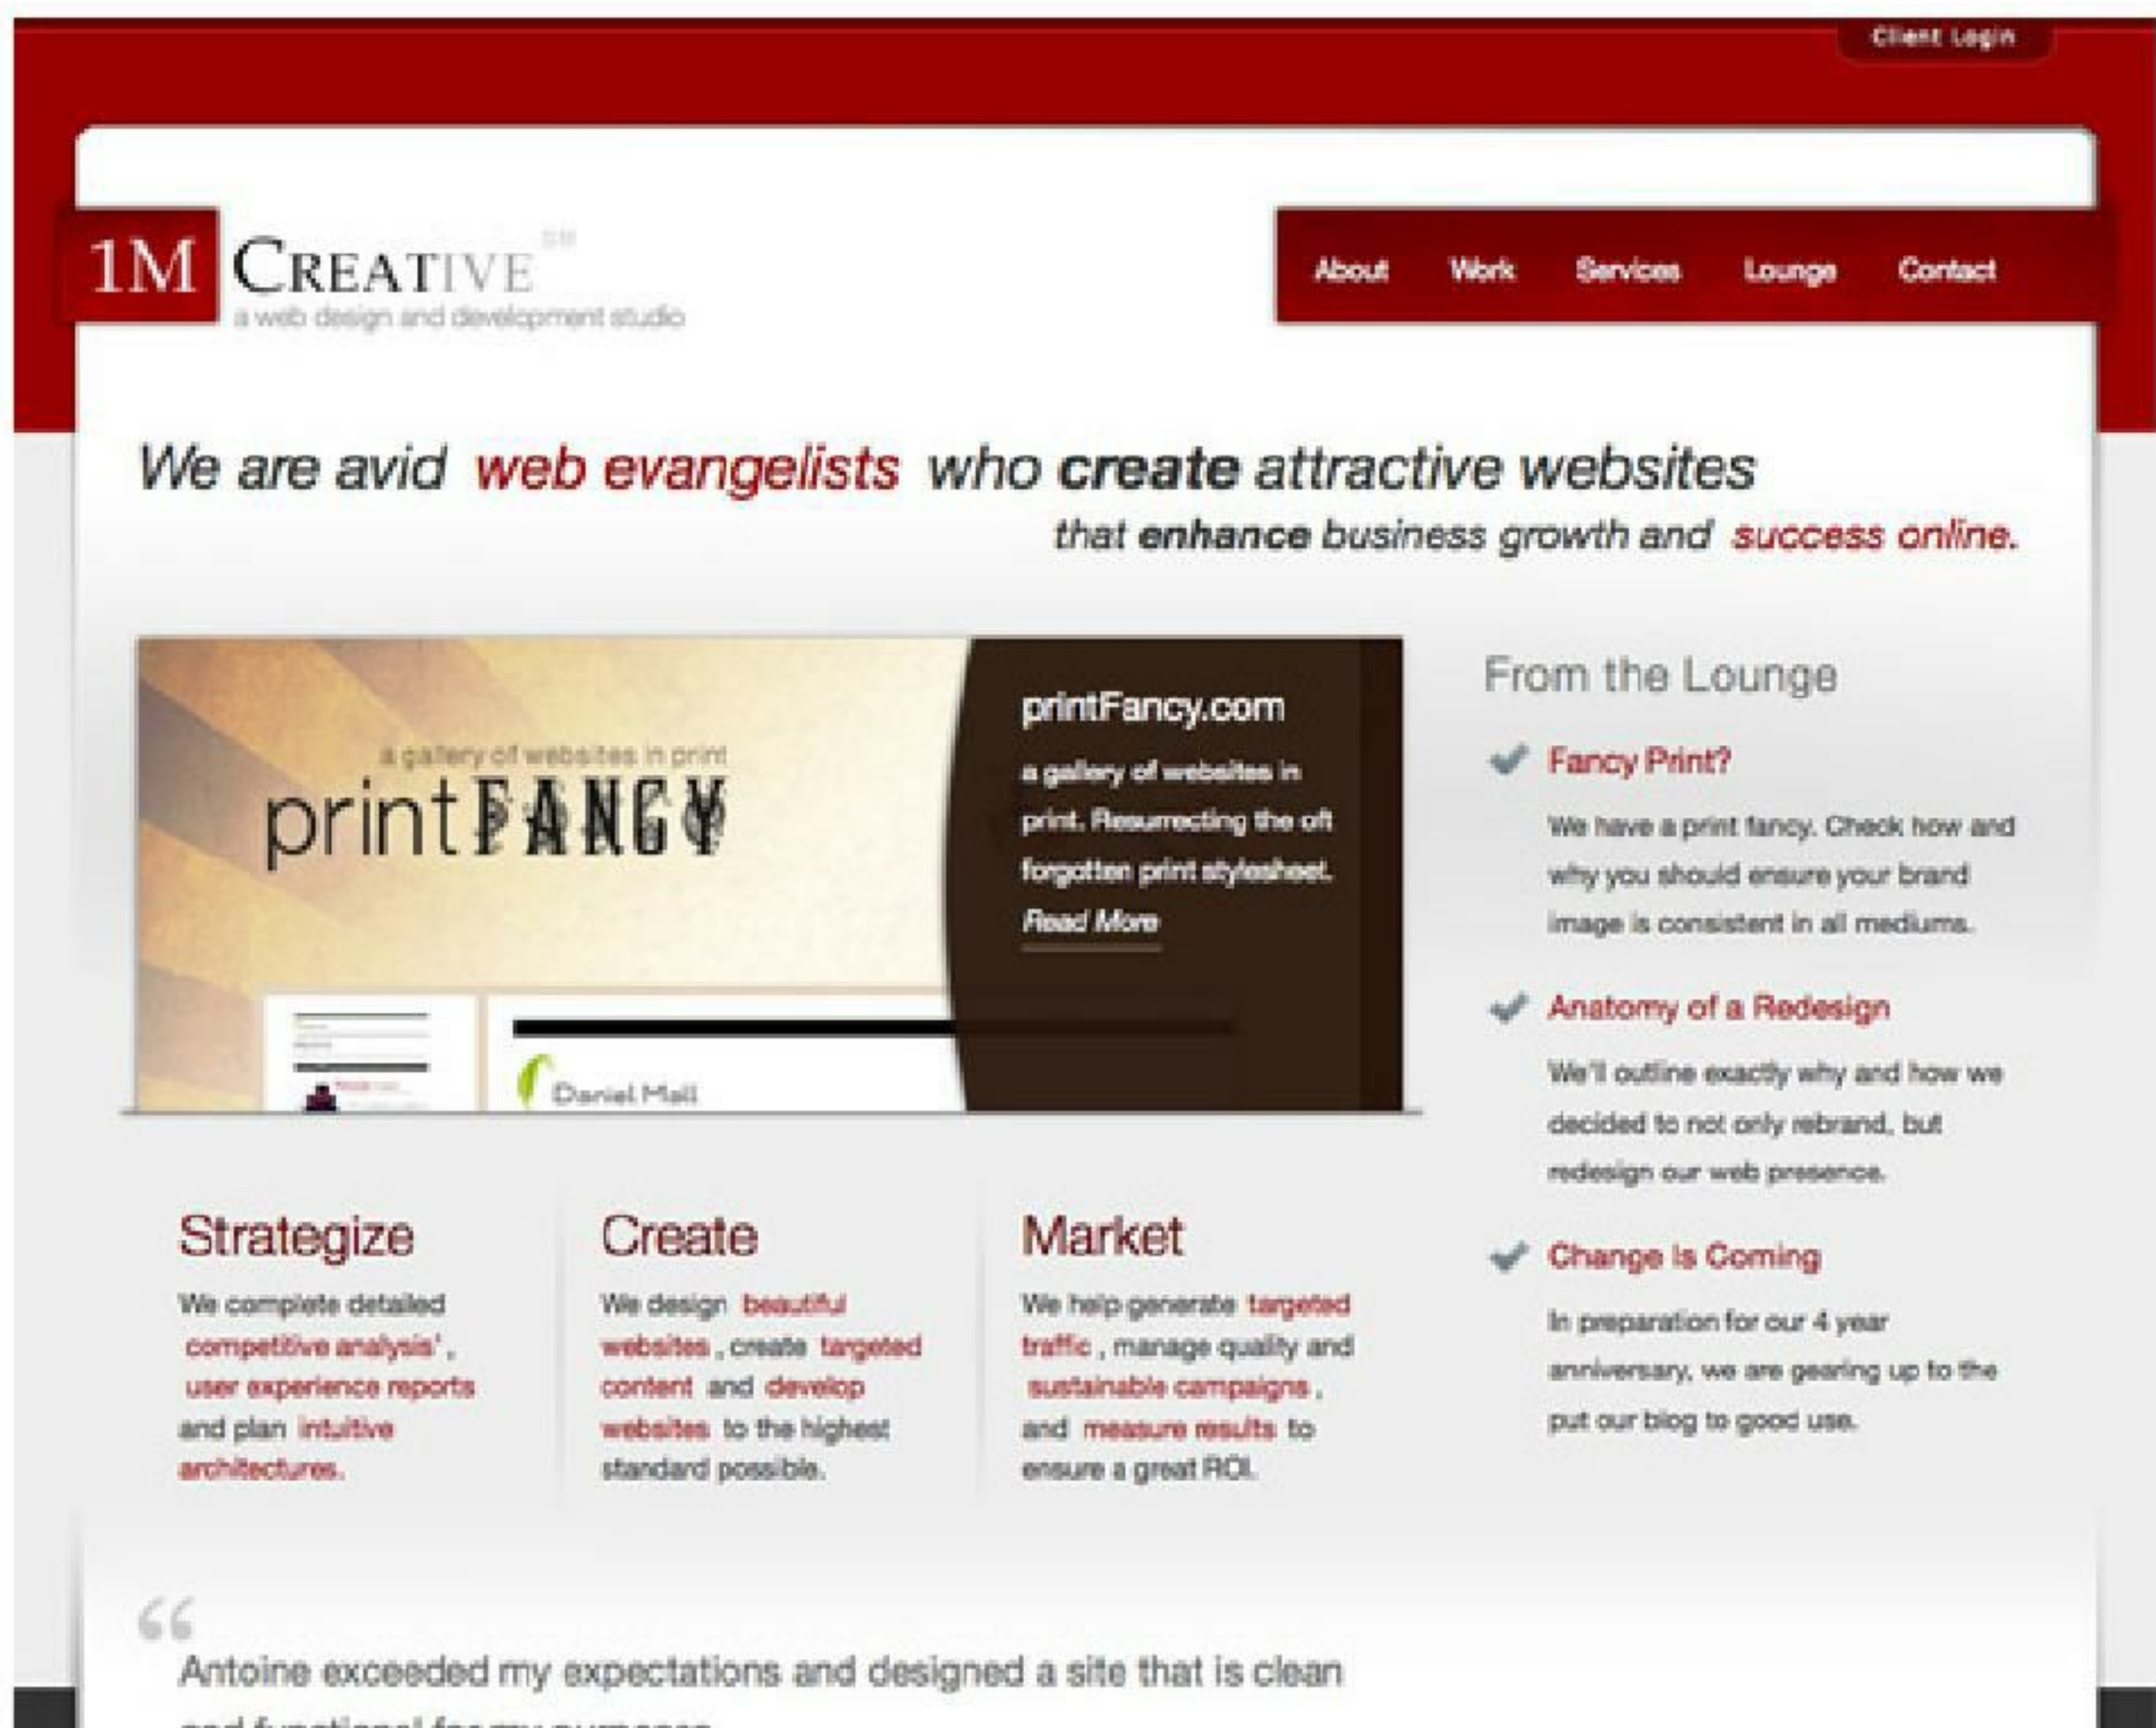 Client Login
1M CREATIVE SM
a web design and development studio
About Work Services Lounge Contact
We are avid web evangelists who create attractive websites
that enhance business growth and success online.
a gallery of websites in print
printFANCY
Daniel Mall
printFancy.com
a gallery of websites in
print. Resurrecting the oft
forgotten print stylesheet.
Read More
From the Lounge
Fancy Print?
We have a print fancy. Check how and
why you should ensure your brand
image is consistent in all mediums.
Anatomy of a Redesign
We'll outline exactly why and how we
decided to not only rebrand, but
redesign our web presence.
Change Is Coming
In preparation for our 4 year
anniversary, we are gearing up to the
put our blog to good use.
Strategize
We complete detailed
competitive analysis',
user experience reports
and plan intuitive
architectures.
Create
We design beautiful
websites, create targeted
content and develop
websites to the highest
standard possible.
Market
We help generate targeted
traffic, manage quality and
sustainable campaigns,
and measure results to
ensure a great ROI.
“
Antoine exceeded my expectations and designed a site that is clean
and functional for my purposes